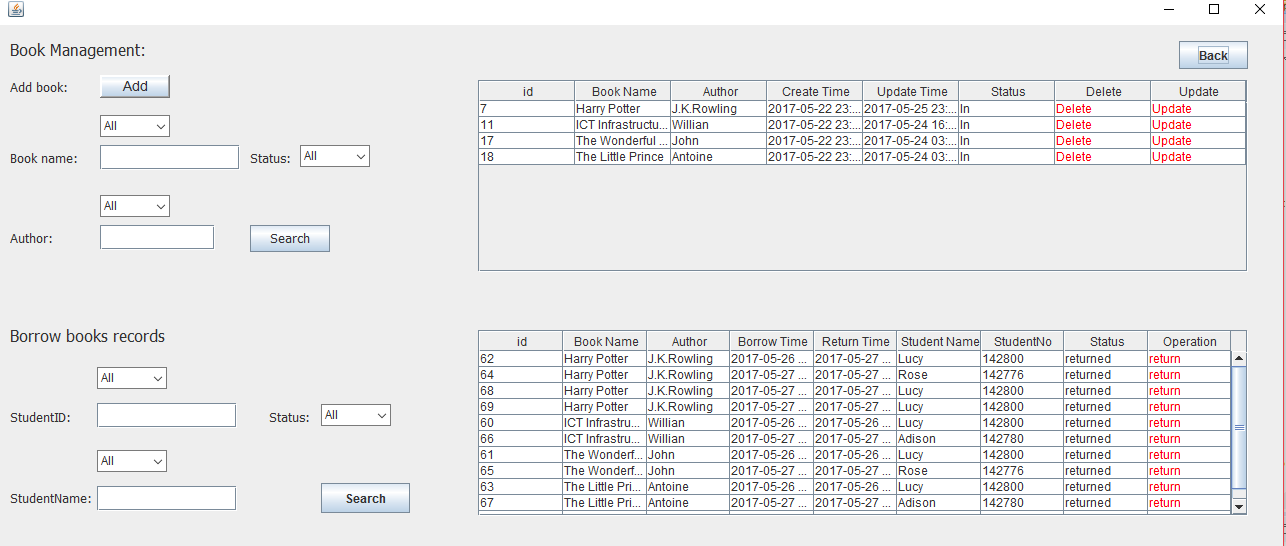 Book Management:
Back
Add book: Add
All
Book name: Status: All
All
Author: Search
id Book Name Author Create Time Update Time Status Delete Update
7 Harry Potter J.K.Rowling 2017-05-22 23:... 2017-05-25 23:... In Delete Update
11 ICT Infrastructu... Willian 2017-05-22 23:... 2017-05-24 16:... In Delete Update
17 The Wonderful ... John 2017-05-22 23:... 2017-05-24 03:... In Delete Update
18 The Little Prince Antoine 2017-05-22 23:... 2017-05-24 03:... In Delete Update
Borrow books records
All
StudentID: Status: All
All
StudentName: Search
id Book Name Author Borrow Time Return Time Student Name StudentNo Status Operation
62 Harry Potter J.K.Rowling 2017-05-26 ... 2017-05-27 ... Lucy 142800 returned return
64 Harry Potter J.K.Rowling 2017-05-26 ... 2017-05-27 ... Rose 142776 returned return
68 Harry Potter J.K.Rowling 2017-05-27 ... 2017-05-27 ... Lucy 142800 returned return
69 Harry Potter J.K.Rowling 2017-05-27 ... 2017-05-27 ... Lucy 142800 returned return
60 ICT Infrastru... Willian 2017-05-26 ... 2017-05-26 ... Lucy 142800 returned return
66 ICT Infrastru... Willian 2017-05-27 ... 2017-05-27 ... Adison 142780 returned return
61 The Wonderf... John 2017-05-26 ... 2017-05-27 ... Lucy 142800 returned return
65 The Wonderf... John 2017-05-26 ... 2017-05-27 ... Rose 142776 returned return
63 The Little Pri... Antoine 2017-05-26 ... 2017-05-26 ... Lucy 142800 returned return
67 The Little Pri... Antoine 2017-05-27 ... 2017-05-27 ... Adison 142780 returned return